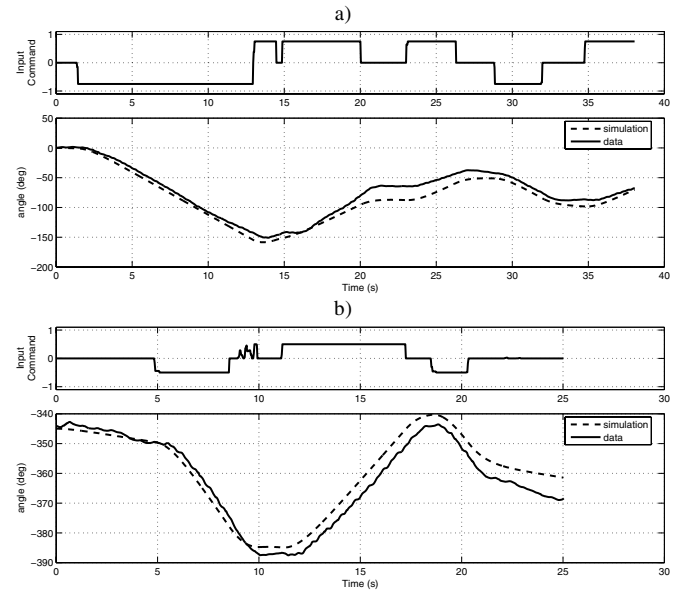 a)
Input
Command
1
0
−1
0 5 10 15 20 25 30 35 40
angle (deg)
50
0
−50
−100
−150
−200
simulation
data
0 5 10 15 20 25 30 35 40
Time (s)
b)
Input
Command
1
0
−1
0 5 10 15 20 25 30
angle (deg)
−340
−350
−360
−370
−380
−390
simulation
data
0 5 10 15 20 25 30
Time (s)